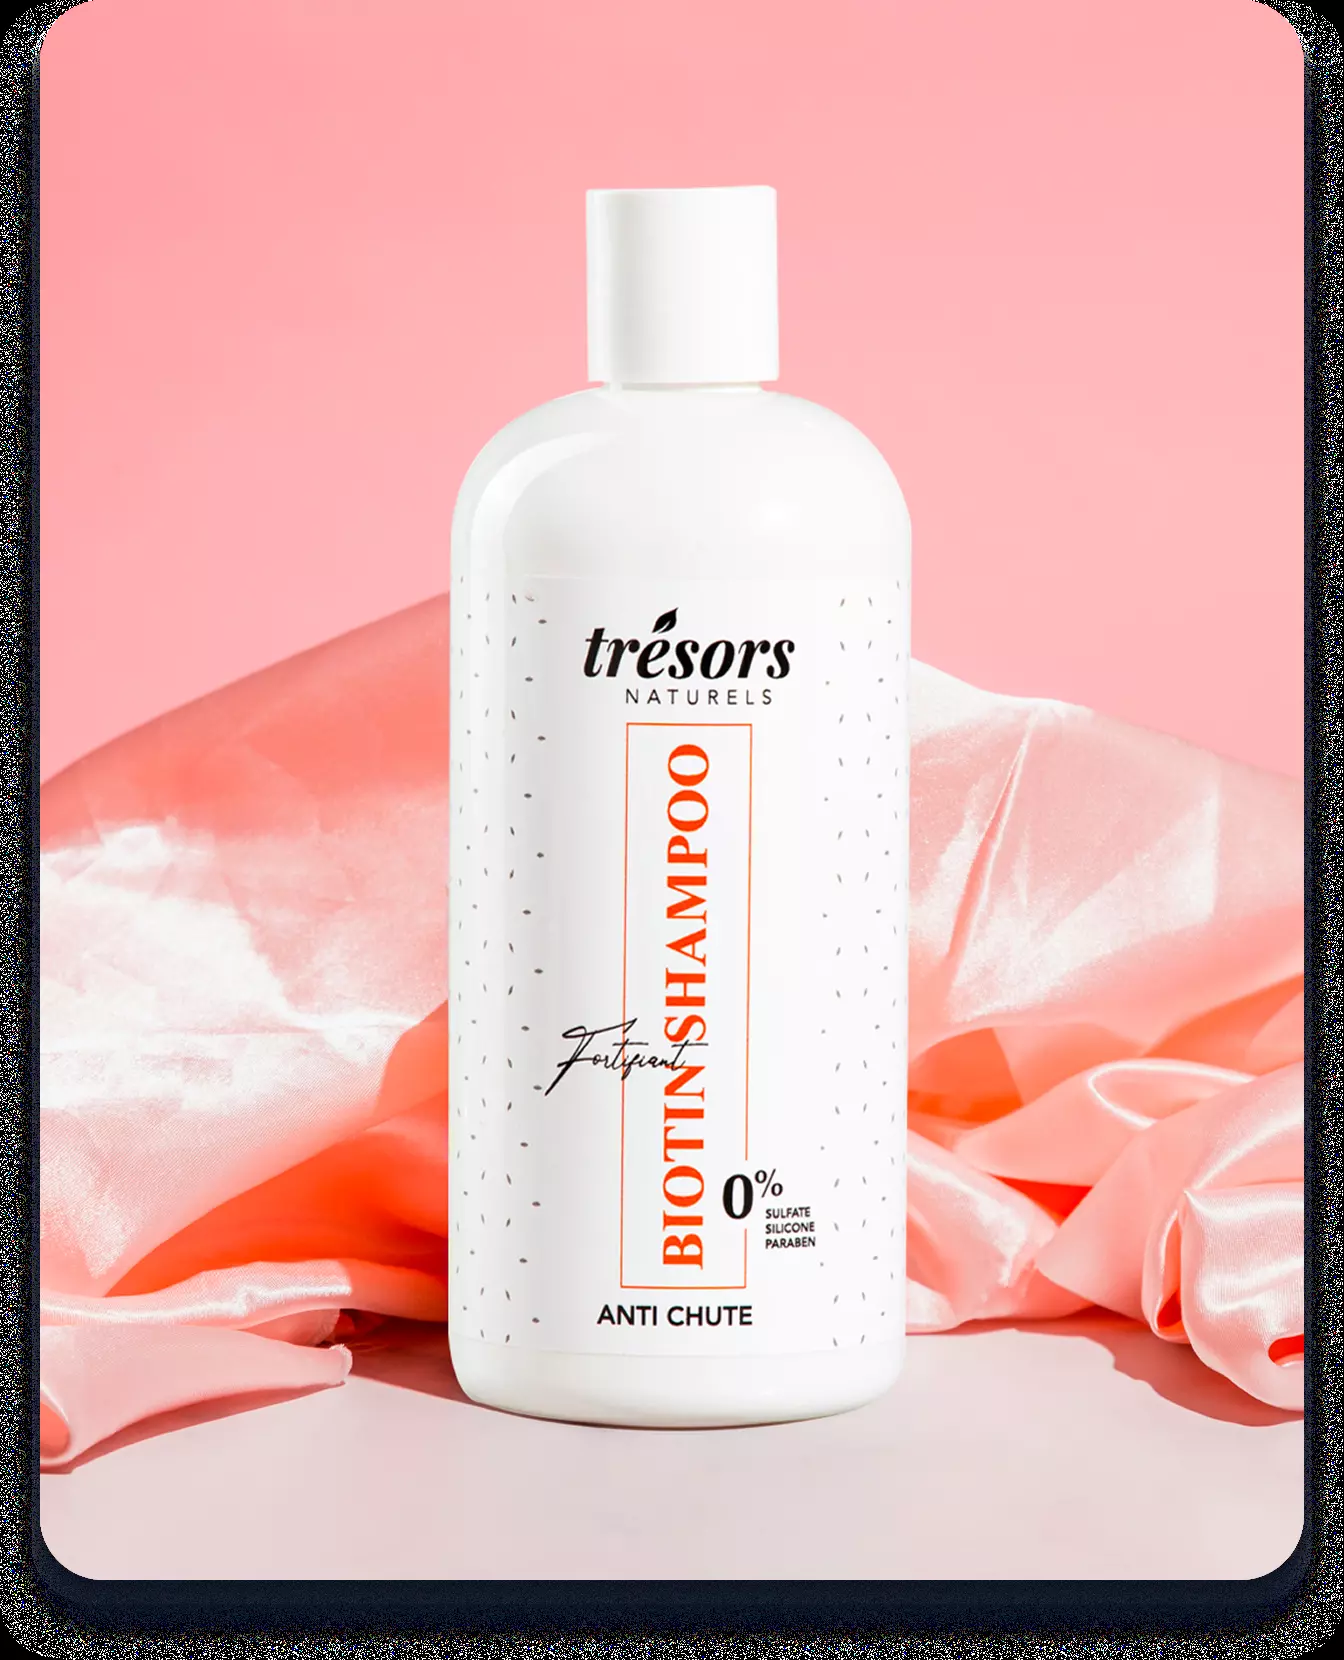 trésors
NATURELS
BIOTIN SHAMPOO
Fortifiant
0%
SULFATE
SILICONE
PARABEN
ANTI CHUTE